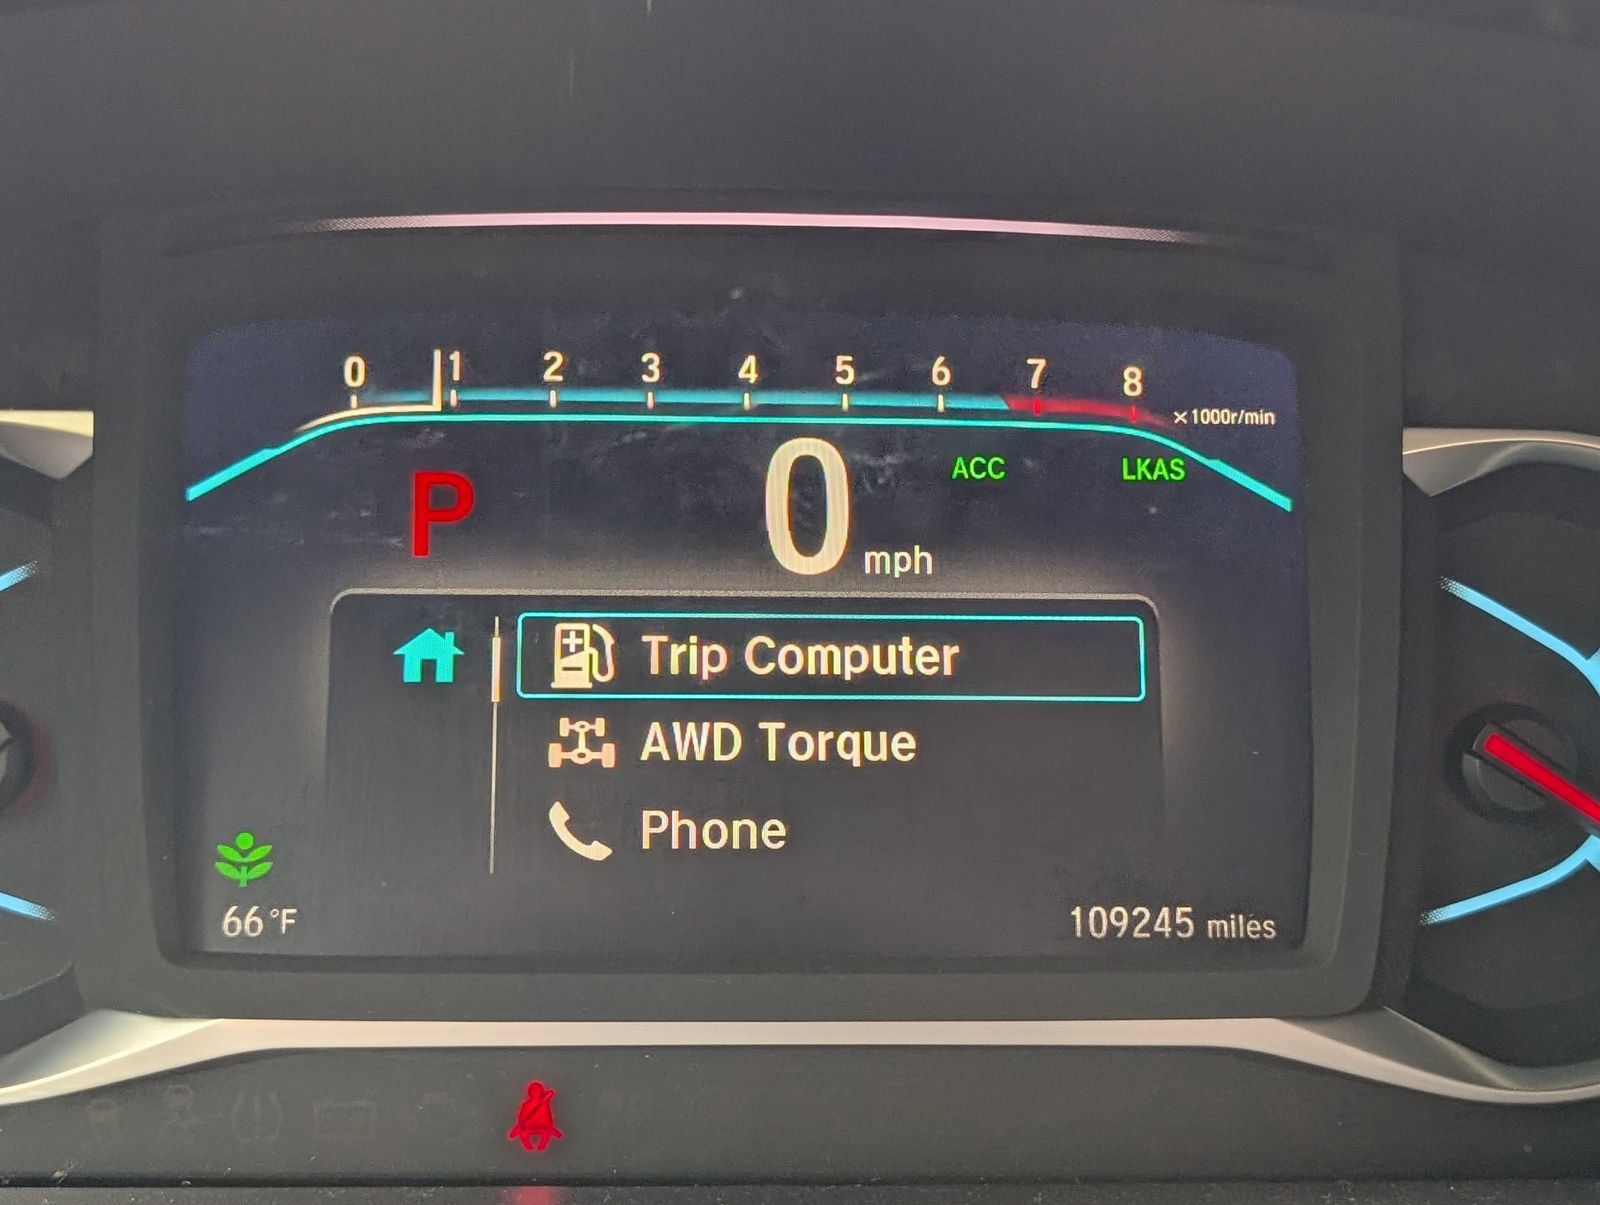 0 1 2 3 4 5 6 7 8
×1000r/min
P 0 mph ACC LKAS
Trip Computer
AWD Torque
Phone
66°F 109245 miles